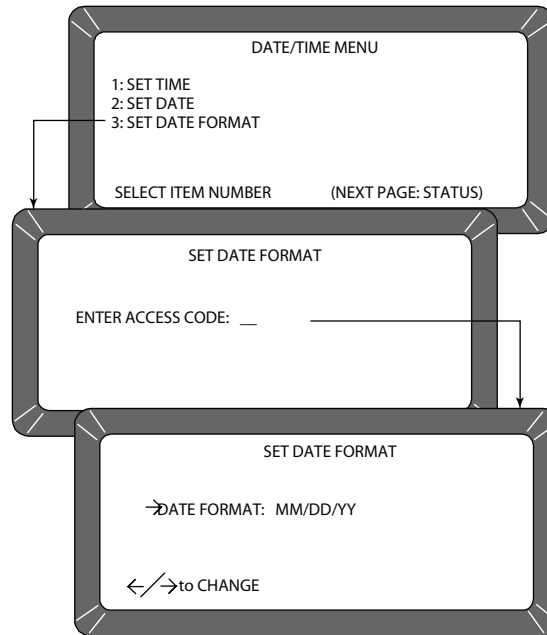 DATE/TIME MENU
1: SET TIME
2: SET DATE
3: SET DATE FORMAT
SELECT ITEM NUMBER (NEXT PAGE: STATUS)
SET DATE FORMAT
ENTER ACCESS CODE: __
SET DATE FORMAT
→DATE FORMAT: MM/DD/YY
←/→to CHANGE